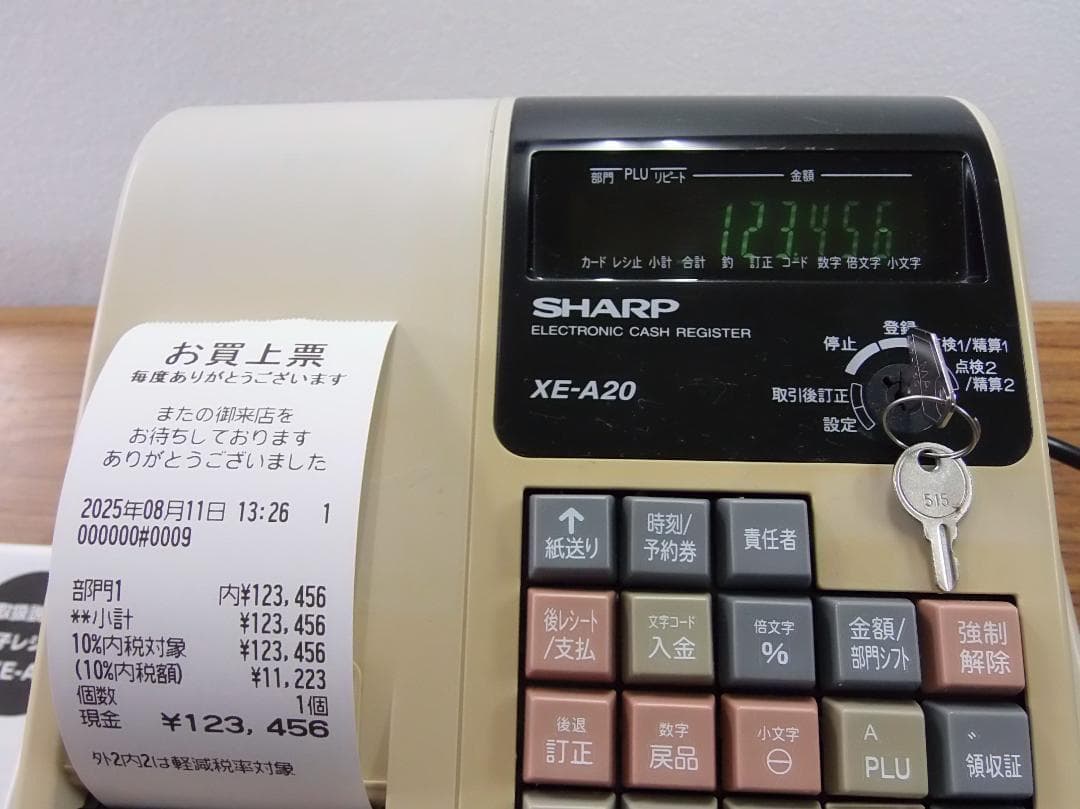 部門 PLU リピート 金額
123.456
カード レシ止 小計 合計 釣 訂正 コード 数字 倍文字 小文字
SHARP
ELECTRONIC CASH REGISTER
XE-A20
登録
停止
点検1/精算1
点検2
/精算2
取引後訂正
設定
515
お買上票
毎度ありがとうございます
またの御来店を
お待ちしております
ありがとうございました
2025年08月11日 13:26 1
000000#0009
部門1 内¥123,456
**小計 ¥123,456
10%内税対象 ¥123,456
(10%内税額) ¥11,223
個数 1個
現金 ¥123,456
外2内2は軽減税率対象
↑
紙送り
時刻/
予約券
責任者
後レシート
/支払
文字コード
入金
倍文字
%
金額/
部門シフト
強制
解除
後退
訂正
数字
戻品
小文字
⊖
A
PLU
゛
領収証